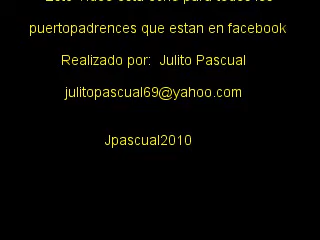 puertopadrences que estan en facebook
Realizado por: Julito Pascual
julitopascual69@yahoo.com
Jpascual2010